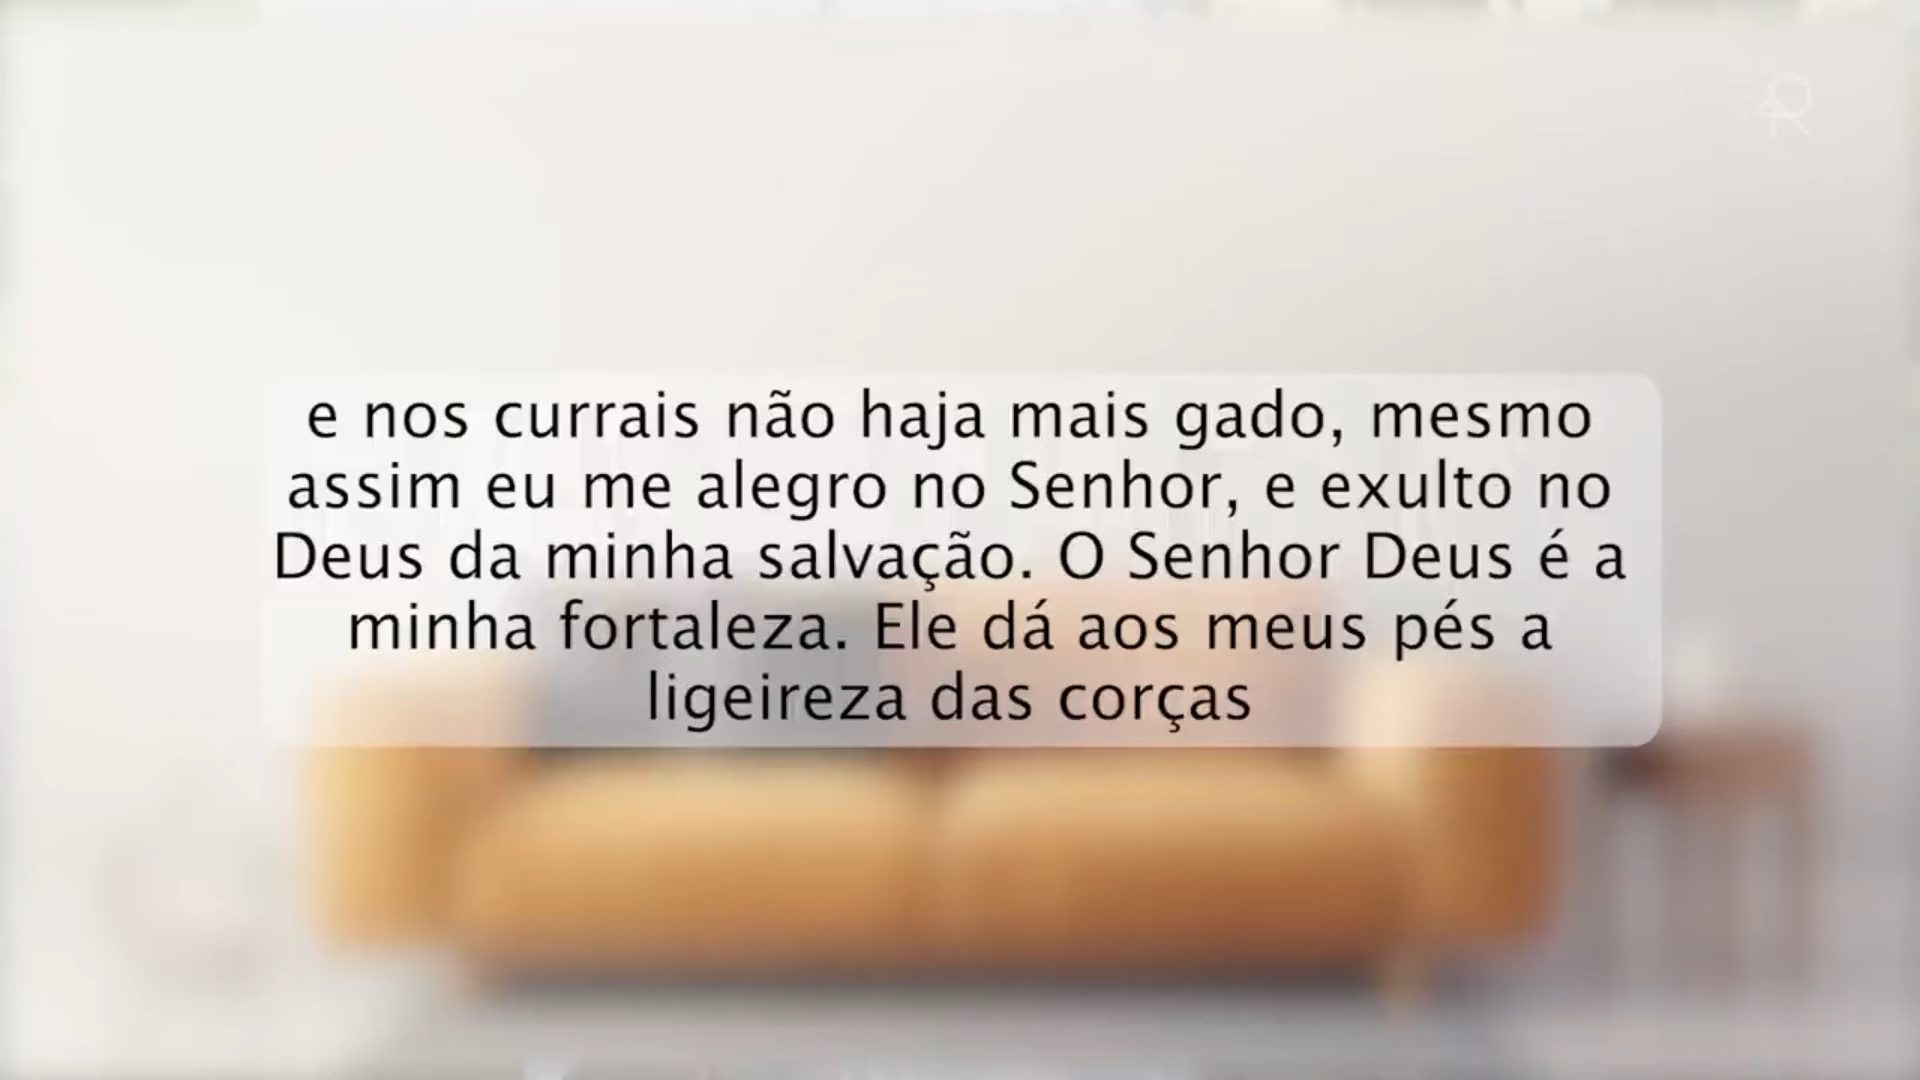 e nos currais não haja mais gado, mesmo
assim eu me alegro no Senhor, e exulto no
Deus da minha salvação. O Senhor Deus é a
minha fortaleza. Ele dá aos meus pés a
ligeireza das corças